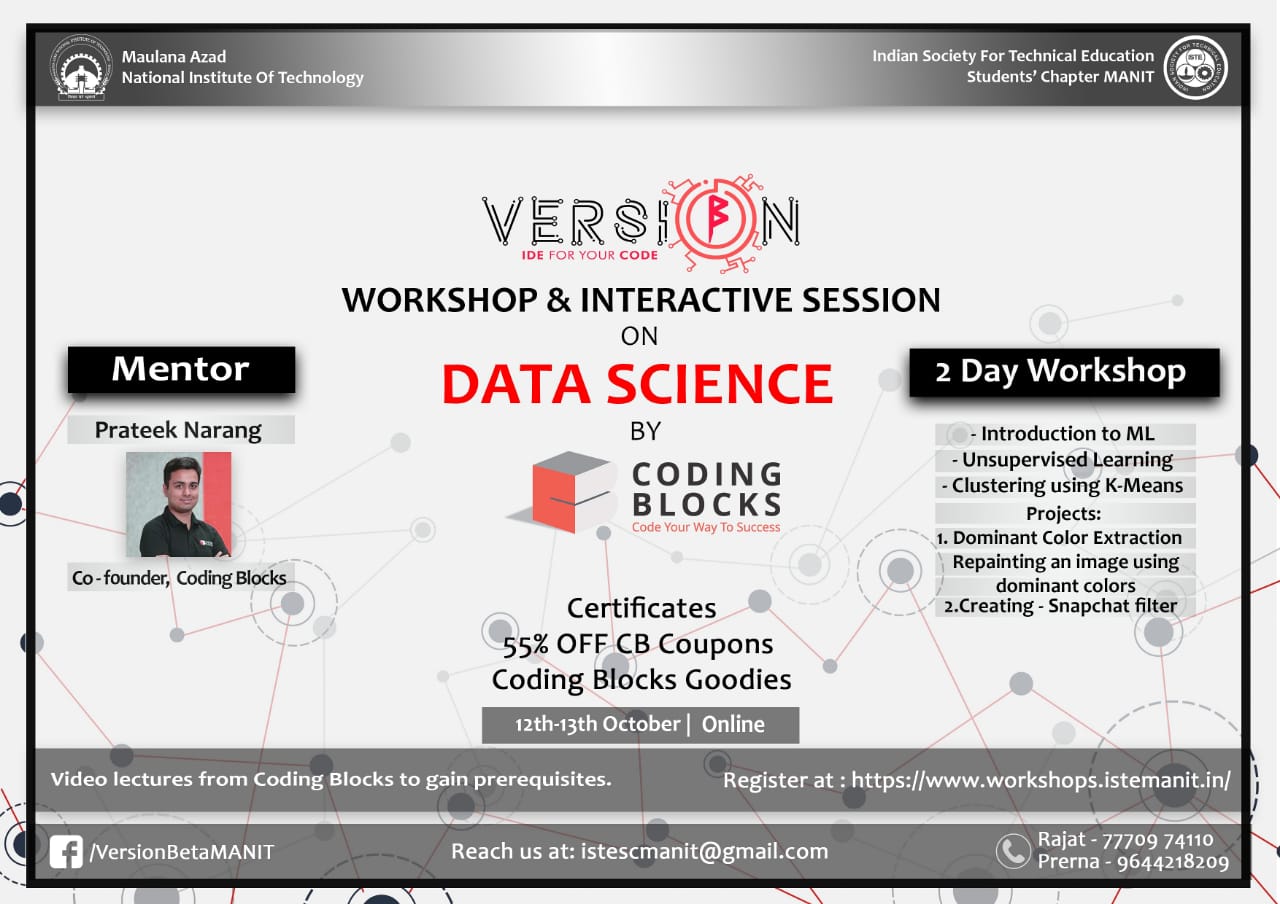 Maulana Azad
National Institute Of Technology
Indian Society For Technical Education
Students' Chapter MANIT
ISTE
VERSION
IDE FOR YOUR CODE
WORKSHOP & INTERACTIVE SESSION
ON
DATA SCIENCE
BY
CODING
BLOCKS
Code Your Way To Success
Mentor
Prateek Narang
Co-founder, Coding Blocks
2 Day Workshop
- Introduction to ML
- Unsupervised Learning
- Clustering using K-Means
Projects:
1. Dominant Color Extraction
Repainting an image using
dominant colors
2.Creating - Snapchat filter
Certificates
55% OFF CB Coupons
Coding Blocks Goodies
12th-13th October | Online
Video lectures from Coding Blocks to gain prerequisites.
Register at : https://www.workshops.istemanit.in/
/VersionBetaMANIT
Reach us at: istescmanit@gmail.com
Rajat - 77709 74110
Prerna - 9644218209